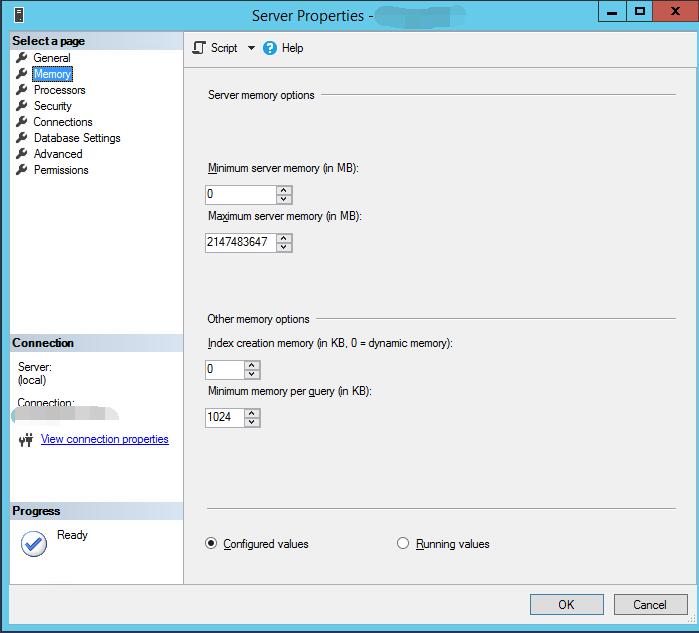 Server Properties -
Select a page
General
Memory
Processors
Security
Connections
Database Settings
Advanced
Permissions
Script
Help
Server memory options
Minimum server memory (in MB):
0
Maximum server memory (in MB):
2147483647
Other memory options
Index creation memory (in KB, 0 = dynamic memory):
0
Minimum memory per query (in KB):
1024
Configured values
Running values
Connection
Server:
(local)
Connection:
View connection properties
Progress
Ready
OK
Cancel